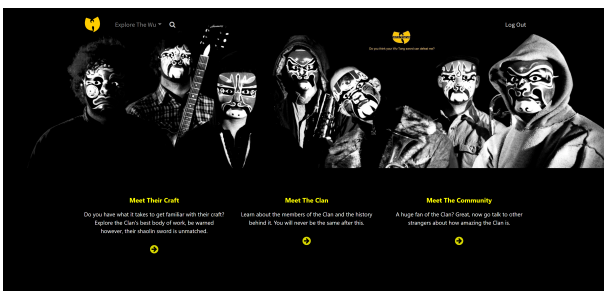 Explore The Wu
Log Out
Do you think your Wu-Tang sword can defeat me?
Meet Their Craft
Do you have what it takes to get familiar with their craft?
Explore the Clan's best body of work, be warned
however, their shaolin sword is unmatched.
Meet The Clan
Learn about the members of the Clan and the history
behind it. You will never be the same after this.
Meet The Community
A huge fan of the Clan? Great, now go talk to other
strangers about how amazing the Clan is.